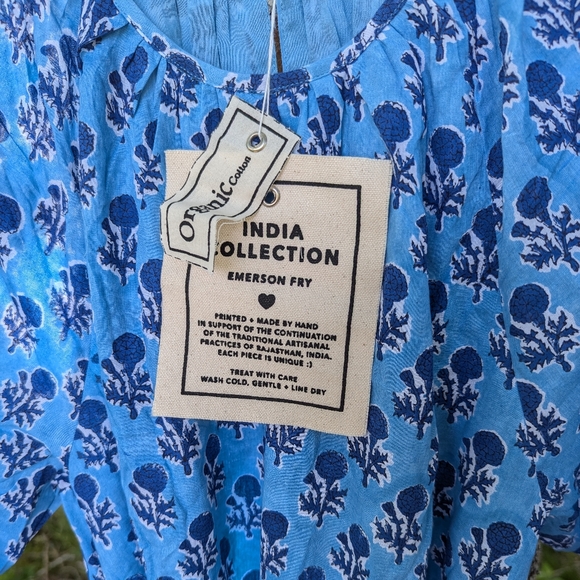 Organic
Cotton
INDIA
COLLECTION
EMERSON FRY
PRINTED + MADE BY HAND
IN SUPPORT OF THE CONTINUATION
OF THE TRADITIONAL ARTISANAL
PRACTICES OF RAJASTHAN, INDIA.
EACH PIECE IS UNIQUE :)
TREAT WITH CARE
WASH COLD, GENTLE + LINE DRY